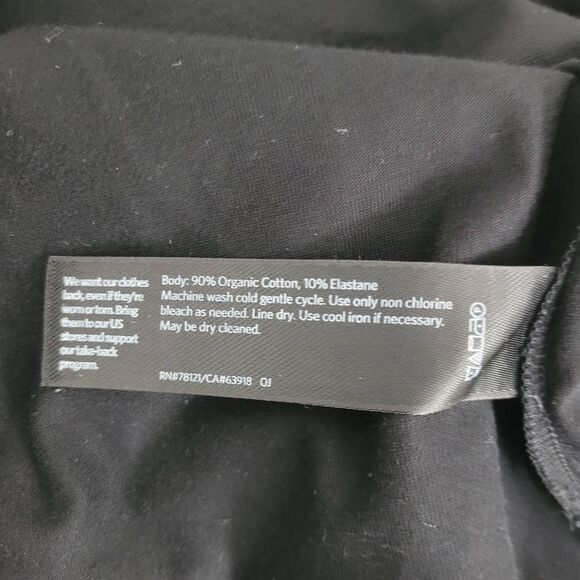 We want our clothes
back, even if they're
worn or torn. Bring
them to our US
stores and support
our take-back
program.
Body: 90% Organic Cotton, 10% Elastane
Machine wash cold gentle cycle. Use only non chlorine
bleach as needed. Line dry. Use cool iron if necessary.
May be dry cleaned.
RN#78121/CA#63918 OJ